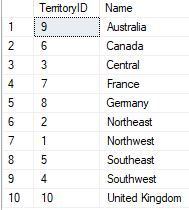 TerritoryID Name
1 9 Australia
2 6 Canada
3 3 Central
4 7 France
5 8 Germany
6 2 Northeast
7 1 Northwest
8 5 Southeast
9 4 Southwest
10 10 United Kingdom